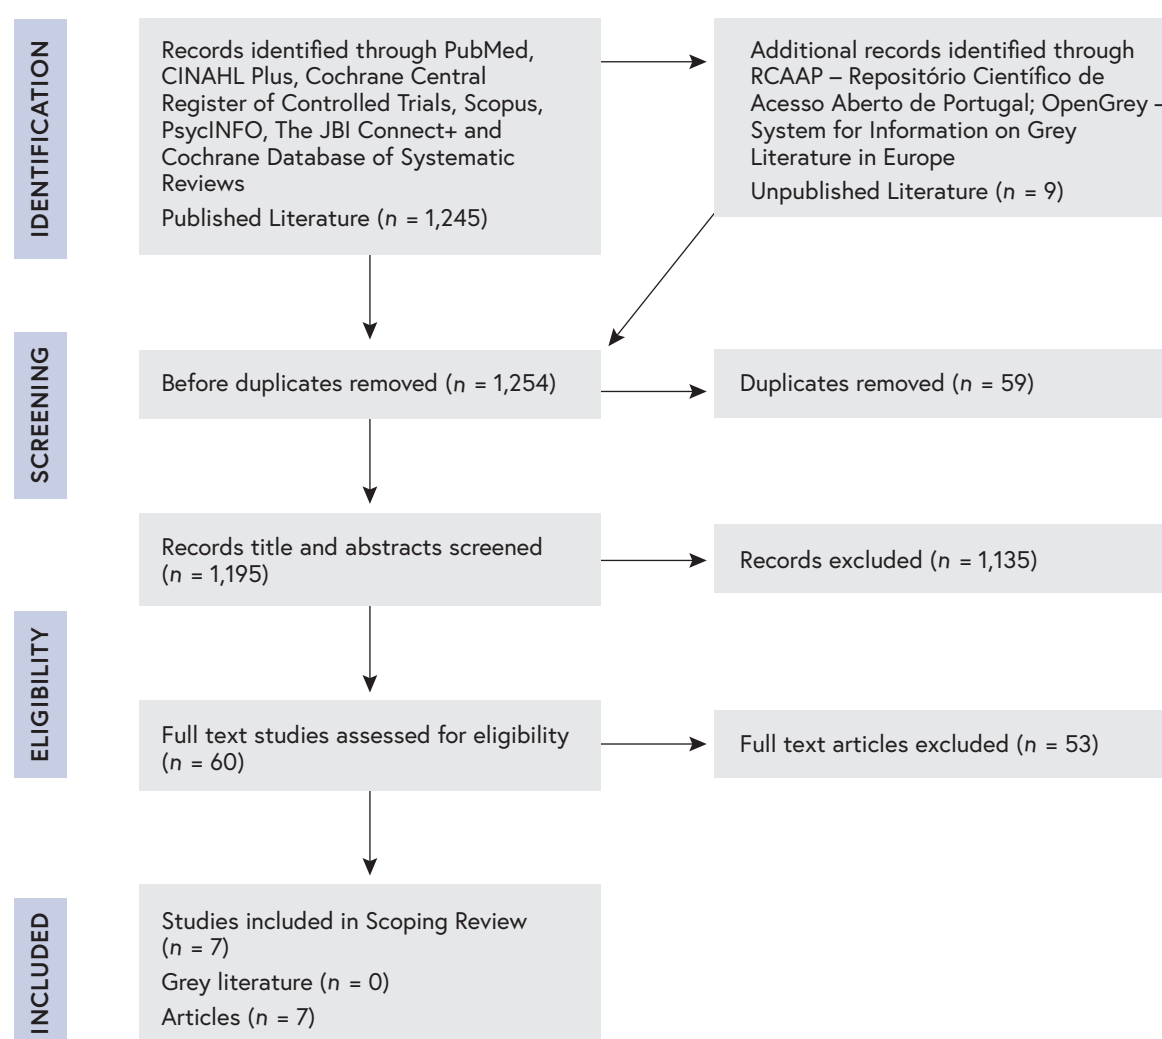 IDENTIFICATION
Records identified through PubMed,
CINAHL Plus, Cochrane Central
Register of Controlled Trials, Scopus,
PsycINFO, The JBI Connect+ and
Cochrane Database of Systematic
Reviews
Published Literature (n = 1,245)
Additional records identified through
RCAAP – Repositório Científico de
Acesso Aberto de Portugal; OpenGrey –
System for Information on Grey
Literature in Europe
Unpublished Literature (n = 9)
SCREENING
Before duplicates removed (n = 1,254)
Duplicates removed (n = 59)
Records title and abstracts screened
(n = 1,195)
Records excluded (n = 1,135)
ELIGIBILITY
Full text studies assessed for eligibility
(n = 60)
Full text articles excluded (n = 53)
INCLUDED
Studies included in Scoping Review
(n = 7)
Grey literature (n = 0)
Articles (n = 7)